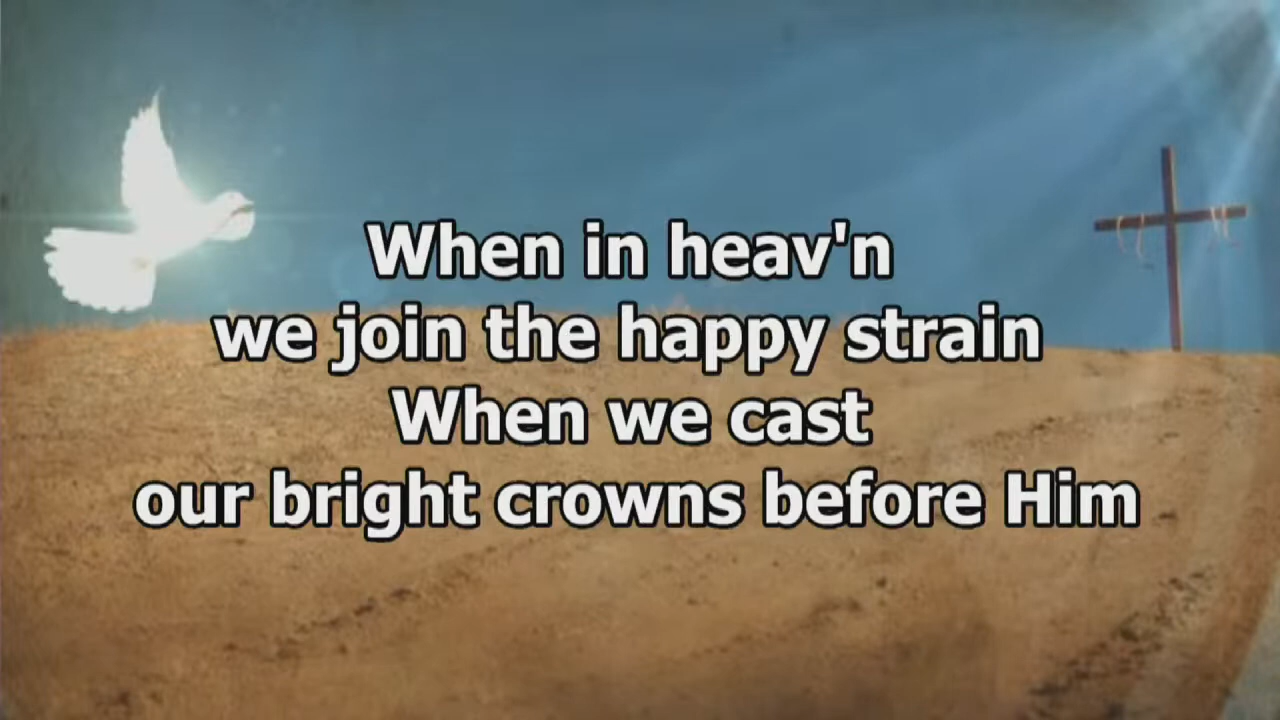 When in heav'n
we join the happy strain
When we cast
our bright crowns before Him